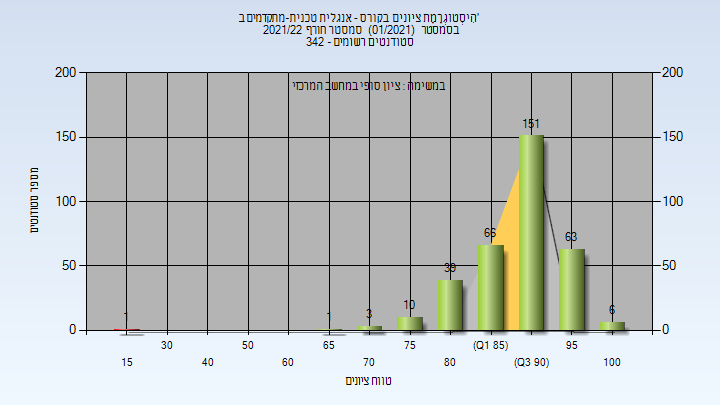 הִיסְטוֹגְרָמַת ציונים בקורס - אנגלית טכנית-מתקדמים ב'
בסמסטר (01/2021) סמסטר חורף 2021/22
סטודנטים רשומים - 342
במשימה : ציון סופי במחשב המרכזי
200 200
150 150
100 100
50 50
0 0
מספר סטודנטים
1 1 3 10 39 66 151 63 6
15 30 40 50 60 65 70 75 80 (Q1 85) (Q3 90) 95 100
טווח ציונים